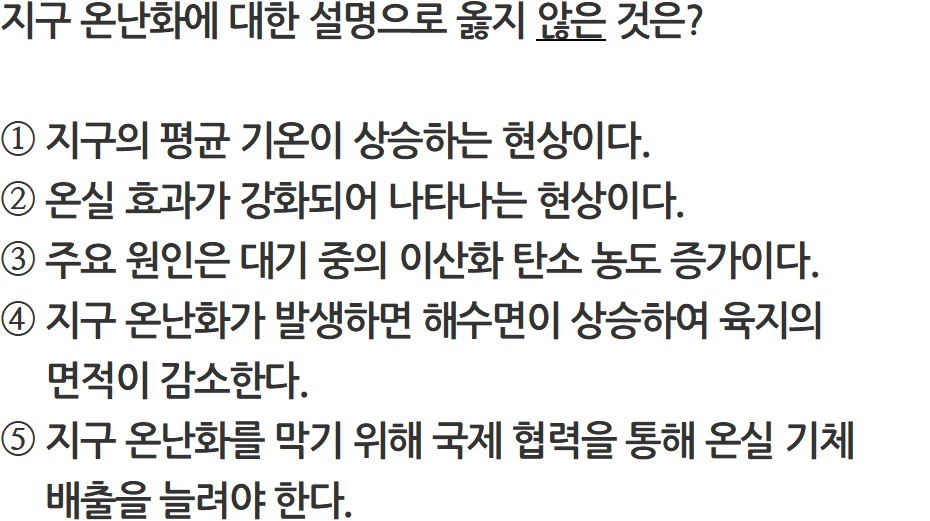 지구 온난화에 대한 설명으로 옳지 않은 것은?
① 지구의 평균 기온이 상승하는 현상이다.
② 온실 효과가 강화되어 나타나는 현상이다.
③ 주요 원인은 대기 중의 이산화 탄소 농도 증가이다.
④ 지구 온난화가 발생하면 해수면이 상승하여 육지의
면적이 감소한다.
⑤ 지구 온난화를 막기 위해 국제 협력을 통해 온실 기체
배출을 늘려야 한다.